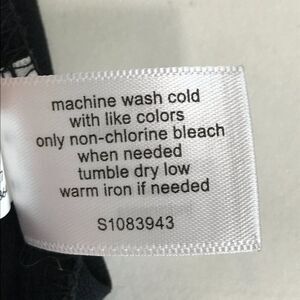 machine wash cold
with like colors
only non-chlorine bleach
when needed
tumble dry low
warm iron if needed
S1083943